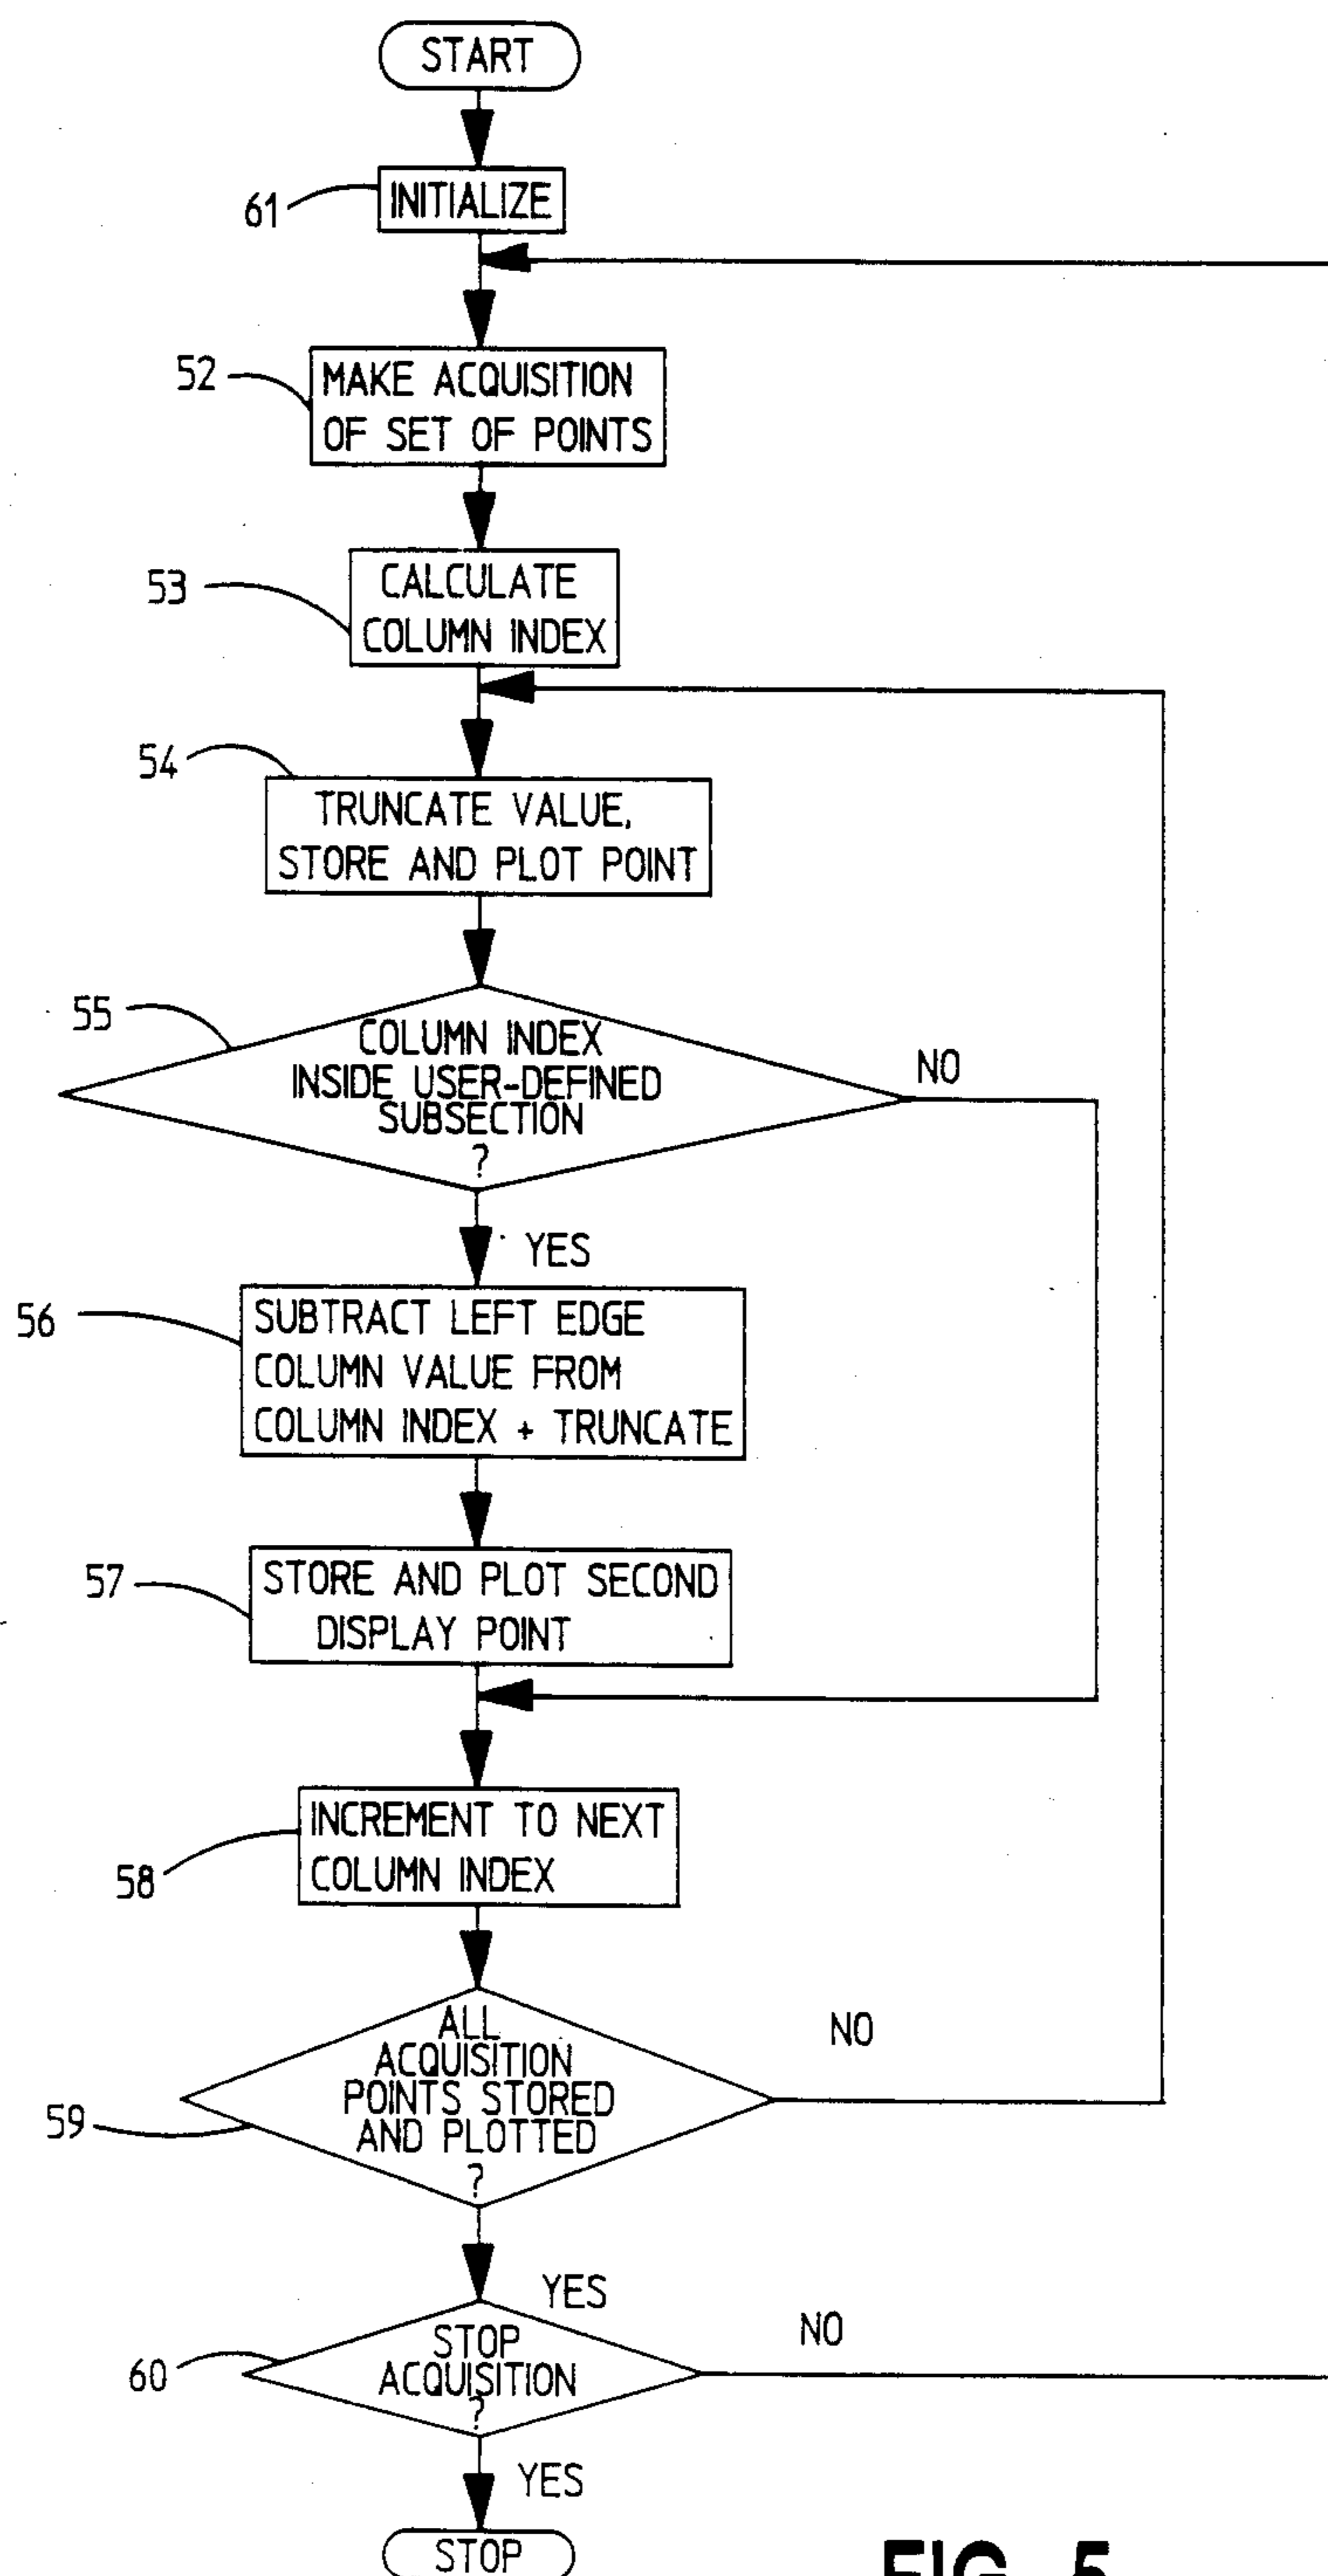 START
61
INITIALIZE
52
MAKE ACQUISITION
OF SET OF POINTS
53
CALCULATE
COLUMN INDEX
54
TRUNCATE VALUE,
STORE AND PLOT POINT
55
COLUMN INDEX
INSIDE USER-DEFINED
SUBSECTION
?
NO
YES
56
SUBTRACT LEFT EDGE
COLUMN VALUE FROM
COLUMN INDEX + TRUNCATE
57
STORE AND PLOT SECOND
DISPLAY POINT
58
INCREMENT TO NEXT
COLUMN INDEX
59
ALL
ACQUISITION
POINTS STORED
AND PLOTTED
?
NO
YES
60
STOP
ACQUISITION
?
NO
YES
STOP
FIG. 5